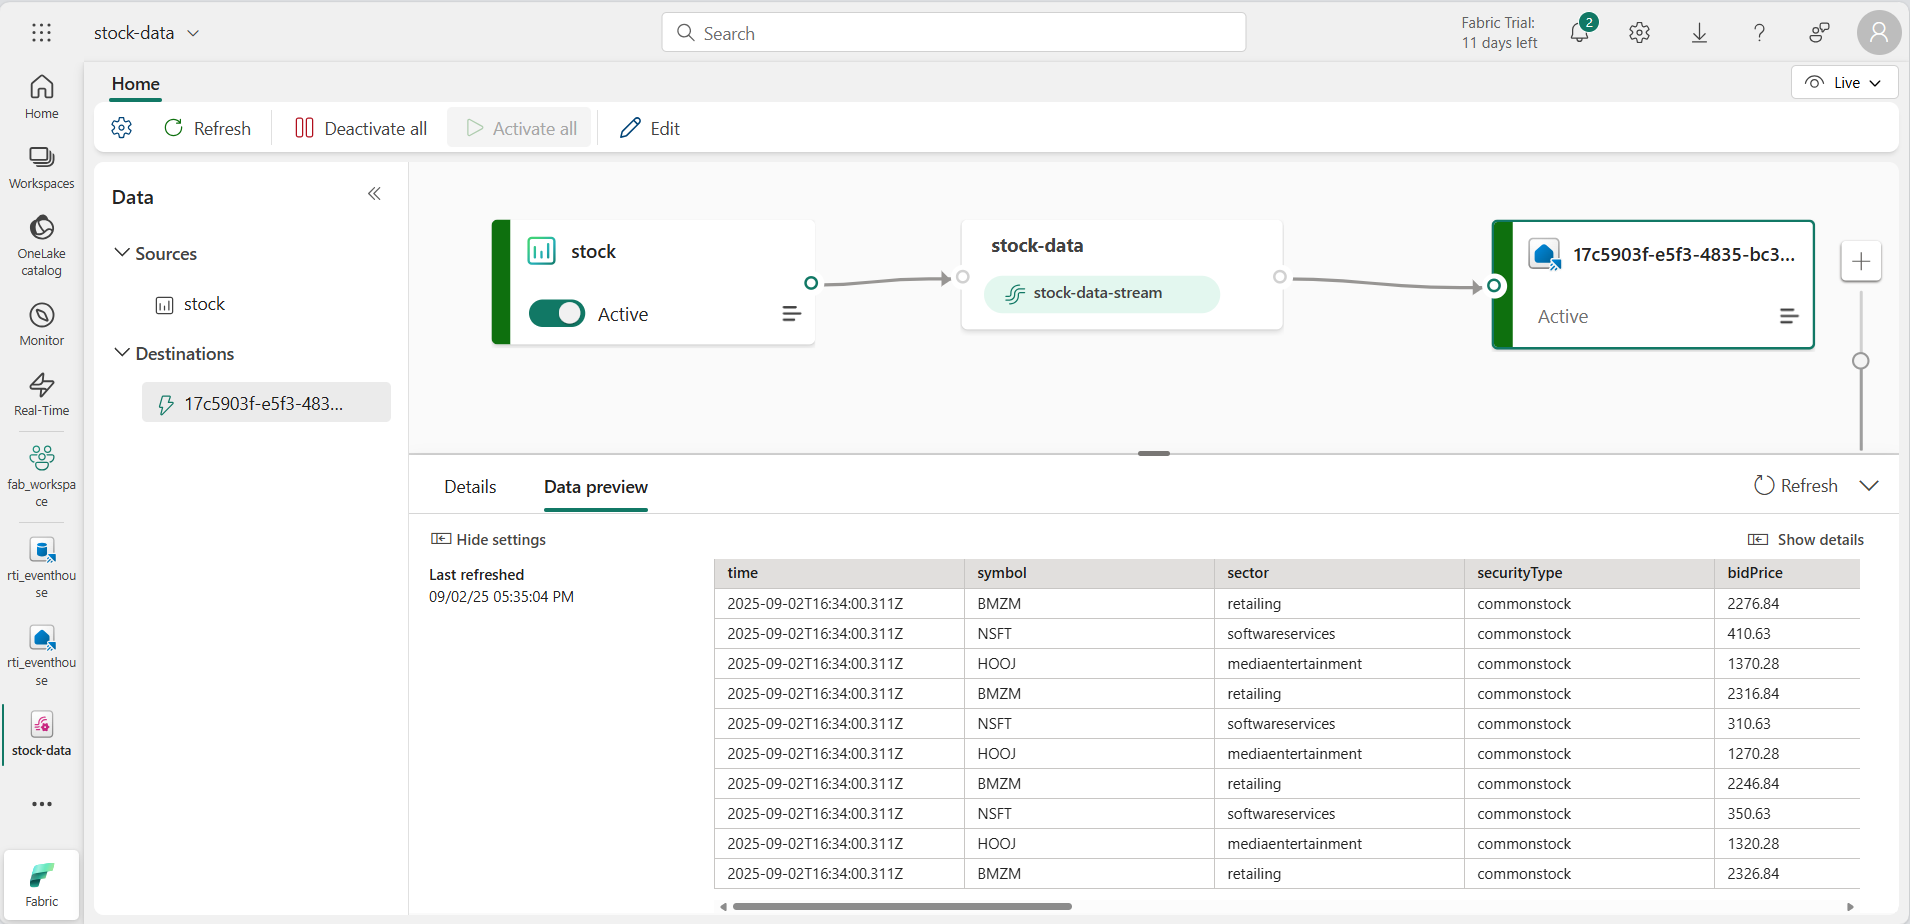 stock-data
Search
Fabric Trial:
11 days left
2
Home
Live
Refresh
Deactivate all
Activate all
Edit
Home
Workspaces
OneLake
catalog
Monitor
Real-Time
fab_workspa
ce
rti_eventhou
se
rti_eventhou
se
stock-data
Fabric
Data
Sources
stock
Destinations
17c5903f-e5f3-483...
stock
Active
stock-data
stock-data-stream
17c5903f-e5f3-4835-bc3...
Active
Details
Data preview
Refresh
Hide settings
Show details
Last refreshed
09/02/25 05:35:04 PM
time symbol sector securityType bidPrice
2025-09-02T16:34:00.311Z BMZM retailing commonstock 2276.84
2025-09-02T16:34:00.311Z NSFT softwareservices commonstock 410.63
2025-09-02T16:34:00.311Z HOOJ mediaentertainment commonstock 1370.28
2025-09-02T16:34:00.311Z BMZM retailing commonstock 2316.84
2025-09-02T16:34:00.311Z NSFT softwareservices commonstock 310.63
2025-09-02T16:34:00.311Z HOOJ mediaentertainment commonstock 1270.28
2025-09-02T16:34:00.311Z BMZM retailing commonstock 2246.84
2025-09-02T16:34:00.311Z NSFT softwareservices commonstock 350.63
2025-09-02T16:34:00.311Z HOOJ mediaentertainment commonstock 1320.28
2025-09-02T16:34:00.311Z BMZM retailing commonstock 2326.84